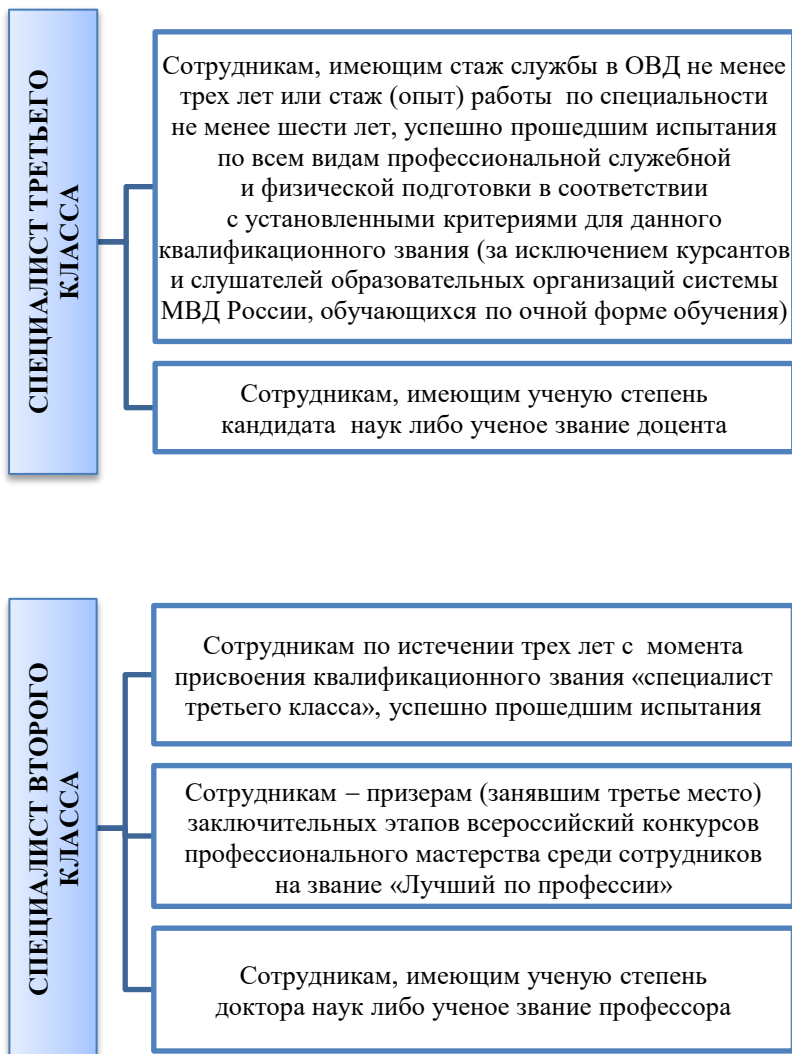 СПЕЦИАЛИСТ ТРЕТЬЕГО
КЛАССА
Сотрудникам, имеющим стаж службы в ОВД не менее
трех лет или стаж (опыт) работы по специальности
не менее шести лет, успешно прошедшим испытания
по всем видам профессиональной служебной
и физической подготовки в соответствии
с установленными критериями для данного
квалификационного звания (за исключением курсантов
и слушателей образовательных организаций системы
МВД России, обучающихся по очной форме обучения)
Сотрудникам, имеющим ученую степень
кандидата наук либо ученое звание доцента
СПЕЦИАЛИСТ ВТОРОГО
КЛАССА
Сотрудникам по истечении трех лет с момента
присвоения квалификационного звания «специалист
третьего класса», успешно прошедшим испытания
Сотрудникам – призерам (занявшим третье место)
заключительных этапов всероссийский конкурсов
профессионального мастерства среди сотрудников
на звание «Лучший по профессии»
Сотрудникам, имеющим ученую степень
доктора наук либо ученое звание профессора